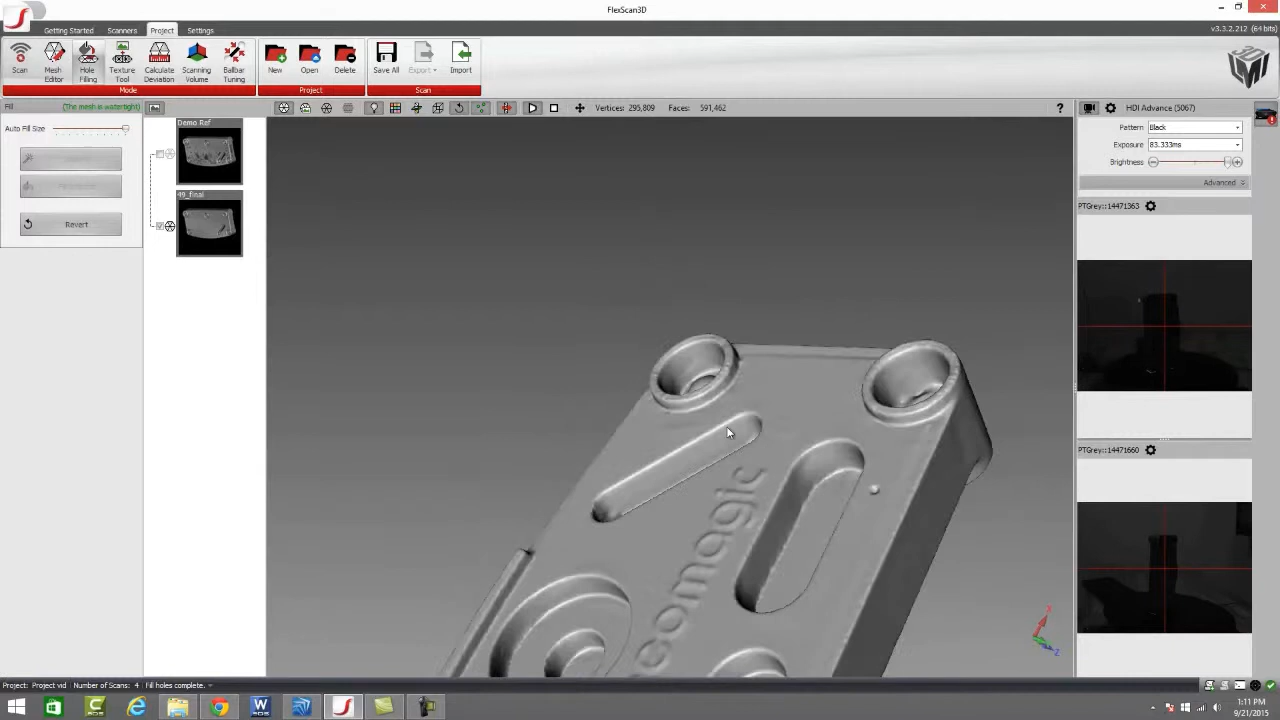 FlexScan3D
Getting Started
Scanners
Project
Settings
v3.3.2.212 (64 bits)
Scan
Mesh
Editor
Hole
Filling
Texture
Tool
Calculate
Deviation
Scanning
Volume
Ballbar
Tuning
New
Open
Delete
Save All
Export
Import
Mode
Project
Scan
Fill
(The mesh is watertight)
Vertices: 295,809
Faces: 591,462
?
HDI Advance (5067)
Auto Fill Size
Revert
Demo Ref
49_final
Pattern
Black
Exposure
83.333ms
Brightness
Advanced
PTGrey::14471363
PTGrey::14471660
omagic
X
Z
Project: Project vid
Number of Scans: 4
Fill holes complete.
1:11 PM
9/21/2015